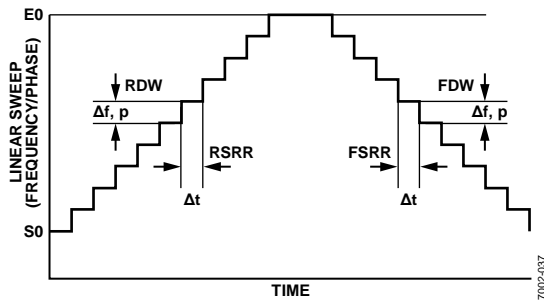 E0
RDW
FDW
Δf, p
Δf, p
LINEAR SWEEP
(FREQUENCY/PHASE)
RSRR
FSRR
Δt
Δt
S0
TIME
7002-037